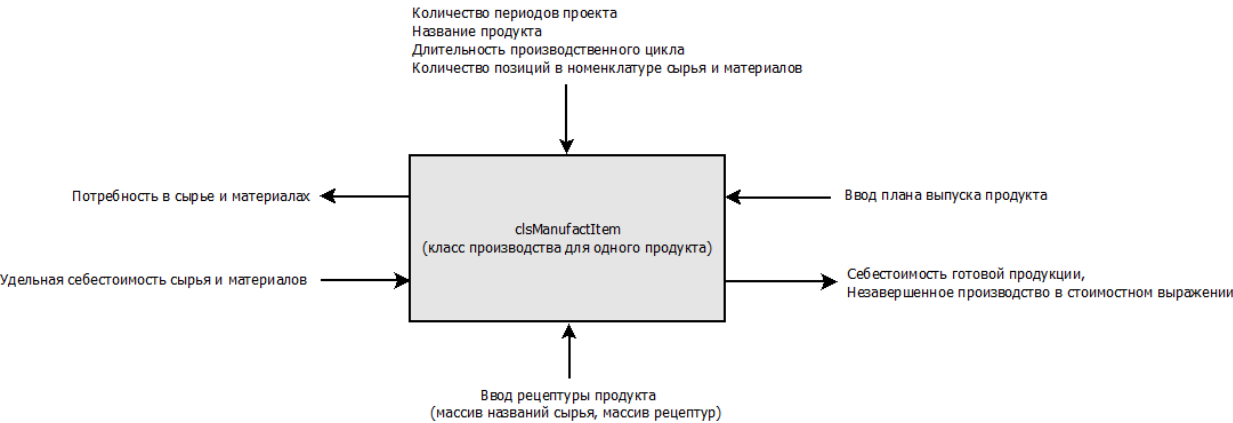 Количество периодов проекта
Название продукта
Длительность производственного цикла
Количество позиций в номенклатуре сырья и материалов
Потребность в сырье и материалах
Ввод плана выпуска продукта
clsManufactItem
(класс производства для одного продукта)
Удельная себестоимость сырья и материалов
Себестоимость готовой продукции,
Незавершенное производство в стоимостном выражении
Ввод рецептуры продукта
(массив названий сырья, массив рецептур)